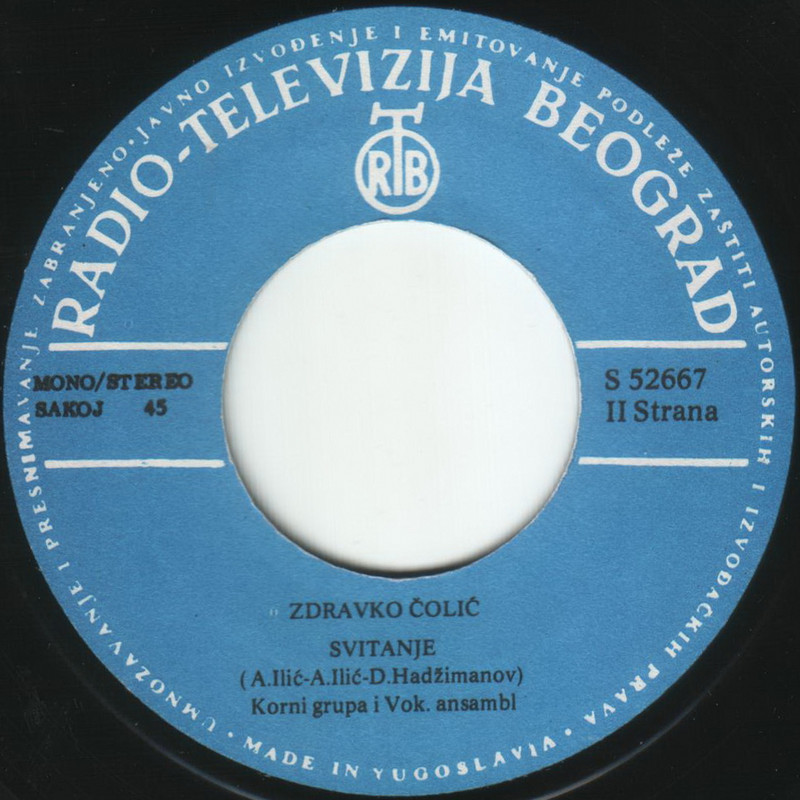 UMNOZAVANJE I PRESNIMAVANJE ZABRANJENO • JAVNO IZVOĐENJE I EMITOVANJE PODLEŽE ZAŠTITI AUTORSKIH I IZVOĐAČKIH PRAVA •
RADIO-TELEVIZIJA BEOGRAD
RTB
MONO/STEREO
SAKOJ 45
S 52667
II Strana
ZDRAVKO ČOLIĆ
SVITANJE
(A.Ilić-A.Ilić-D.Hadžimanov)
Korni grupa i Vok. ansambl
MADE IN YUGOSLAVIA •